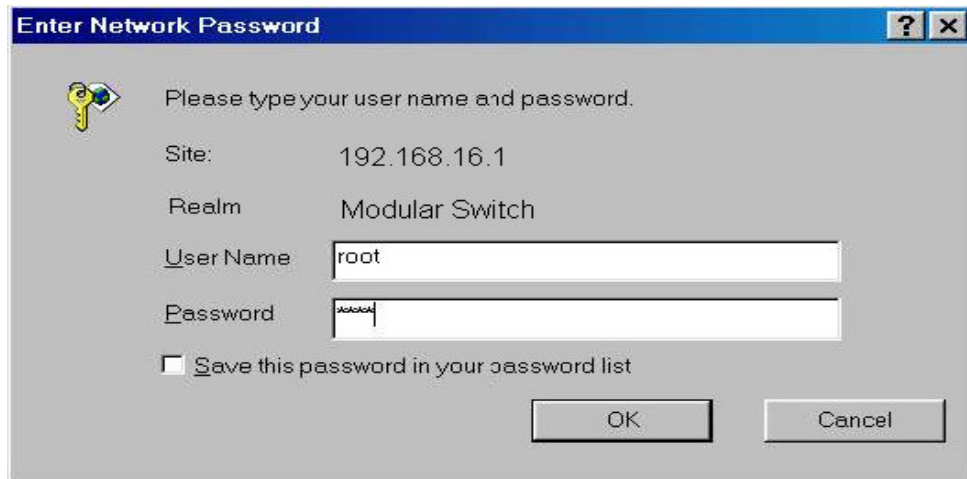 Enter Network Password
? ×
Please type your user name and password.
Site: 192.168.16.1
Realm Modular Switch
User Name root
Password ****
Save this password in your password list
OK Cancel